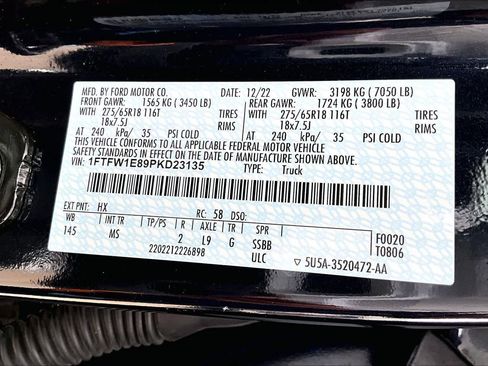 MFD. BY FORD MOTOR CO. 12/22 GVWR: 3198 KG ( 7050 LB)
FRONT GAWR: 1565 KG ( 3450 LB) REAR GAWR: 1724 KG ( 3800 LB)
WITH 275/65R18 116T TIRES WITH 275/65R18 116T TIRES
18x7.5J RIMS 18x7.5J RIMS
AT 240 kPa/ 35 PSI COLD AT 240 kPa/ 35 PSI COLD
THIS VEHICLE CONFORMS TO ALL APPLICABLE FEDERAL MOTOR VEHICLE
SAFETY STANDARDS IN EFFECT ON THE DATE OF MANUFACTURE SHOWN ABOVE.
VIN: 1FTFW1E89PKD23135 TYPE: Truck
EXT PNT: HX RC: 58 DSO: F0020
WB INT TR TP/PS R AXLE TR SPR T0806
145 MS 2 L9 G SSBB
2202212226898 ULC ▽ 5U5A-3520472-AA